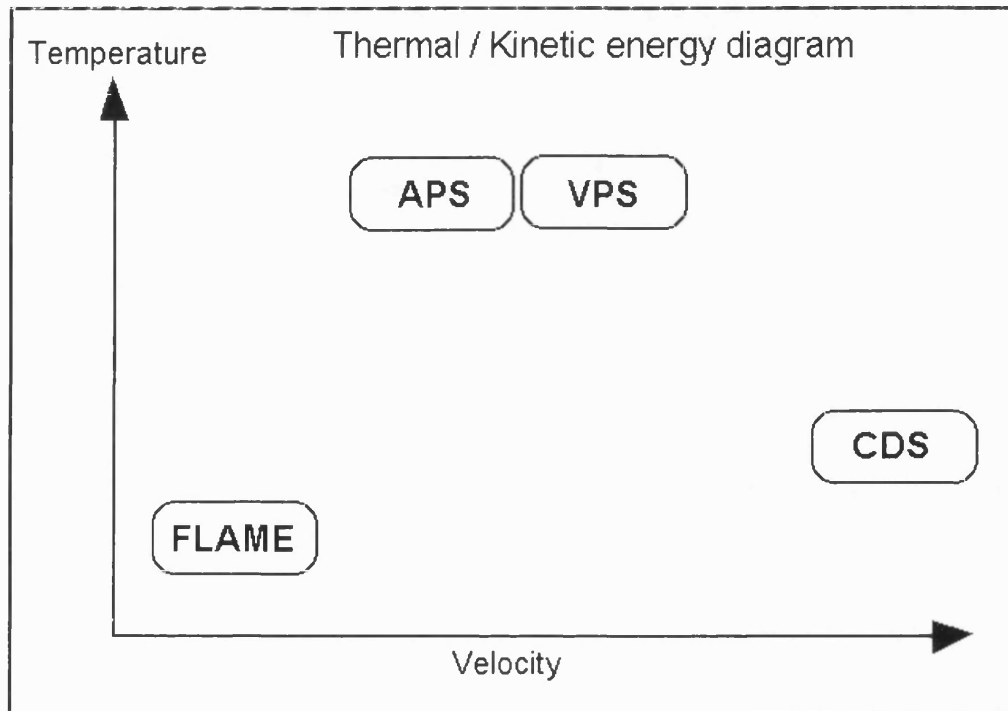 Thermal / Kinetic energy diagram
Temperature
APS
VPS
CDS
FLAME
Velocity